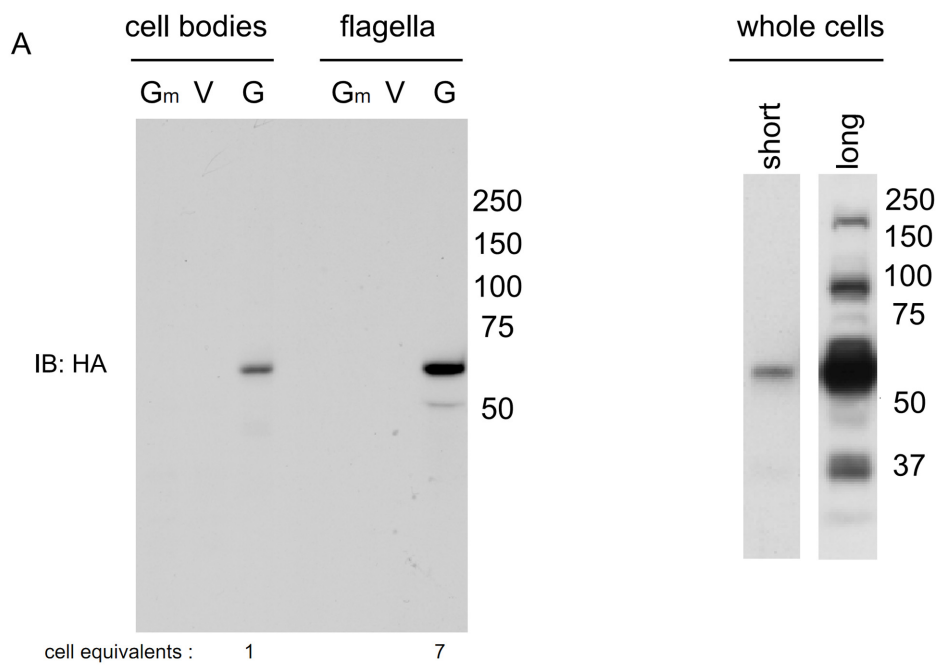 A
cell bodies flagella whole cells
Gm V G Gm V G
short long
250 250
150 150
100 100
75 75
IB: HA
50 50
37
cell equivalents : 1 7